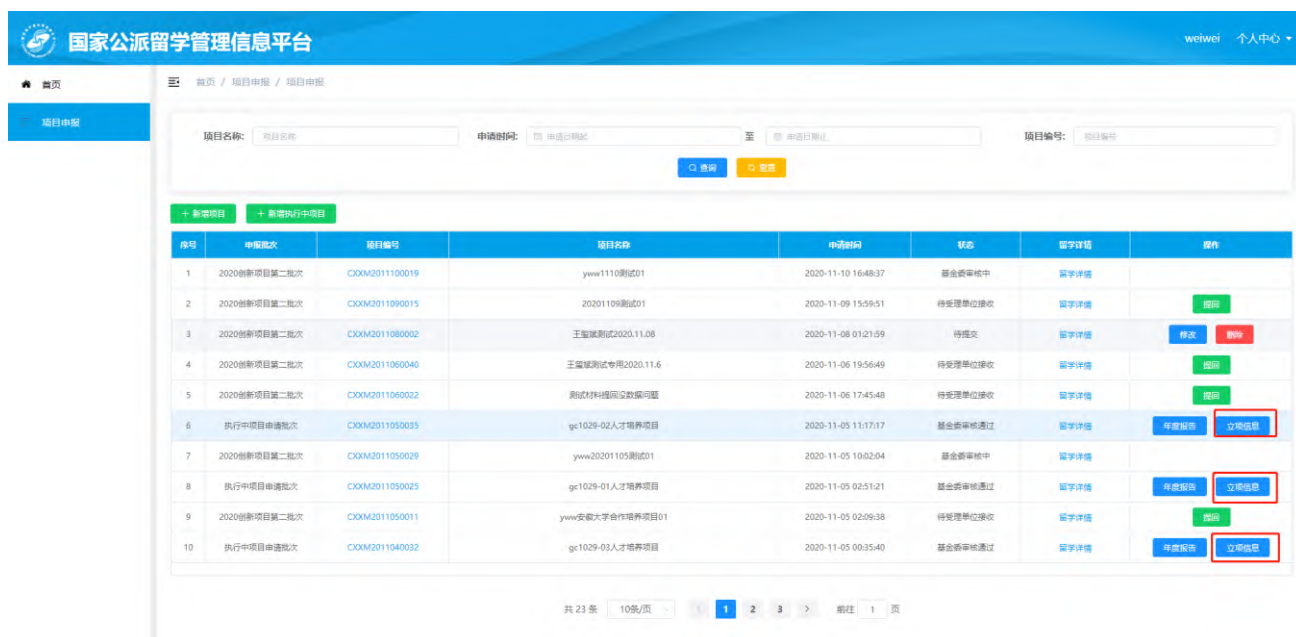 国家公派留学管理信息平台
weiwei 个人中心
首页
首页 / 项目申报 / 项目申报
项目申报
项目名称: 项目名称 申请时间: 申请日期起 至 申请日期止 项目编号: 项目编号
查询 重置
+ 新增项目 + 新增执行中项目
序号 申报批次 项目编号 项目名称 申请时间 状态 留学详情 操作
1 2020创新项目第二批次 CXXM2011100019 yww1110测试01 2020-11-10 16:48:37 基金委审核中 留学详情
2 2020创新项目第二批次 CXXM2011090015 20201109测试01 2020-11-09 15:59:51 待受理单位接收 留学详情 提回
3 2020创新项目第二批次 CXXM2011080002 王玺斌测试2020.11.08 2020-11-08 01:21:59 待提交 留学详情 修改 删除
4 2020创新项目第二批次 CXXM2011060040 王玺斌测试专用2020.11.6 2020-11-06 19:56:49 待受理单位接收 留学详情 提回
5 2020创新项目第二批次 CXXM2011060022 测试材料提回没数据问题 2020-11-06 17:45:48 待受理单位接收 留学详情 提回
6 执行中项目申请批次 CXXM2011050035 gc1029-02人才培养项目 2020-11-05 11:17:17 基金委审核通过 留学详情 年度报告 立项信息
7 2020创新项目第二批次 CXXM2011050029 yww20201105测试01 2020-11-05 10:02:04 基金委审核中 留学详情
8 执行中项目申请批次 CXXM2011050025 gc1029-01人才培养项目 2020-11-05 02:51:21 基金委审核通过 留学详情 年度报告 立项信息
9 2020创新项目第二批次 CXXM2011050011 yww安徽大学合作培养项目01 2020-11-05 02:09:38 待受理单位接收 留学详情 提回
10 执行中项目申请批次 CXXM2011040032 gc1029-03人才培养项目 2020-11-05 00:35:40 基金委审核通过 留学详情 年度报告 立项信息
共 23 条 10条/页 1 2 3 前往 1 页